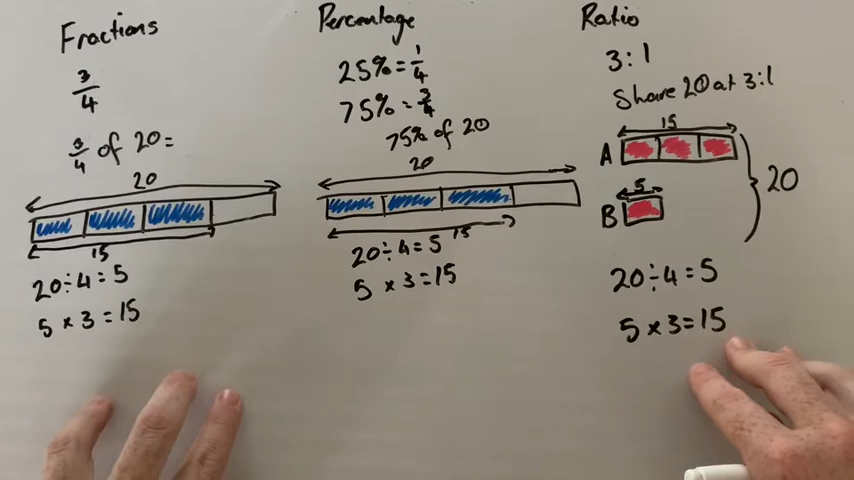 Fractions
3/4
3/4 of 20=
20
15
20÷4=5
5×3=15
Percentage
25%=1/4
75%=3/4
75% of 20
20
15
20÷4=5
5×3=15
Ratio
3:1
Share 20 at 3:1
15
A
5
B
20
20÷4=5
5×3=15